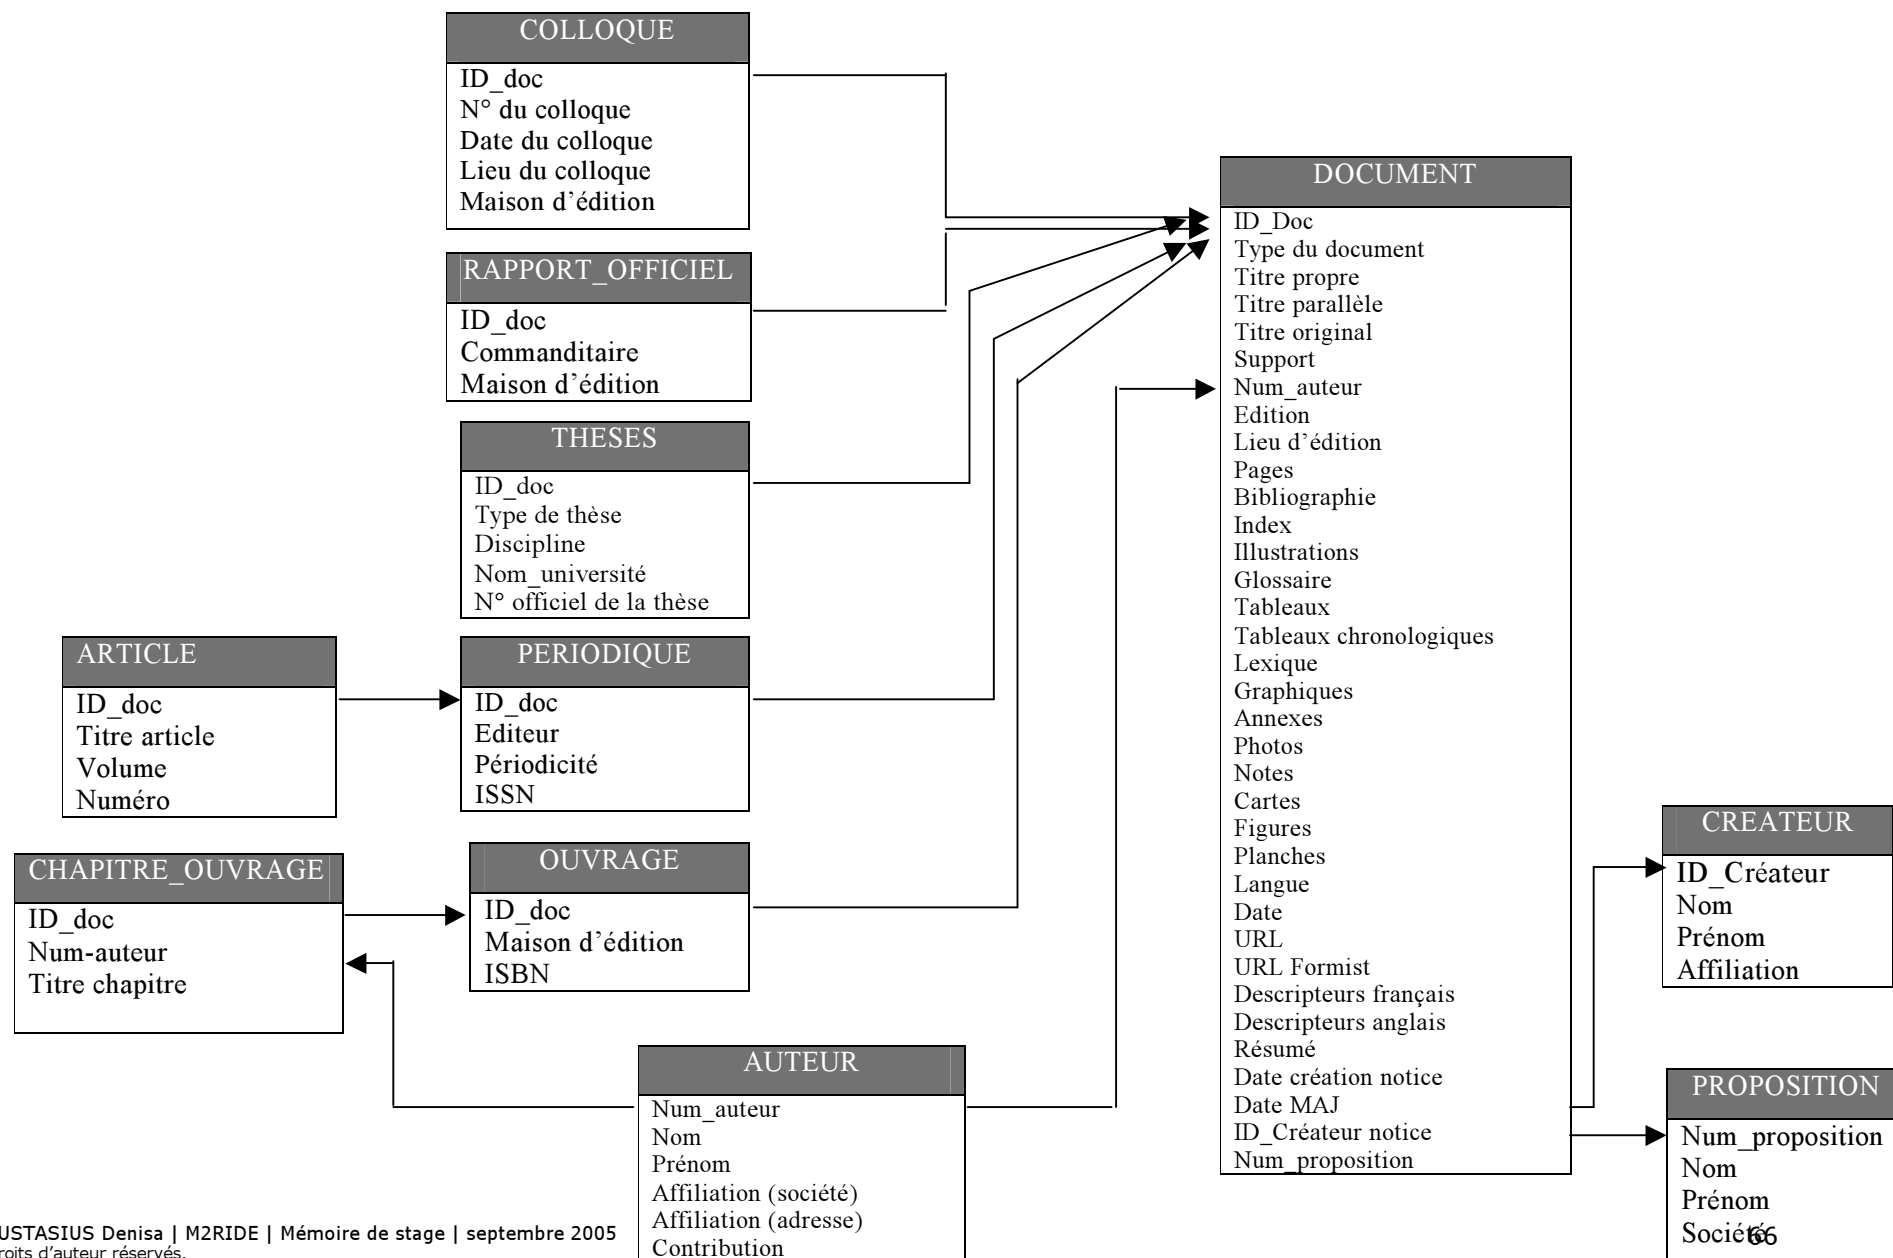 COLLOQUE
ID_doc
N° du colloque
Date du colloque
Lieu du colloque
Maison d’édition
RAPPORT_OFFICIEL
ID_doc
Commanditaire
Maison d’édition
THESES
ID_doc
Type de thèse
Discipline
Nom_université
N° officiel de la thèse
ARTICLE
ID_doc
Titre article
Volume
Numéro
PERIODIQUE
ID_doc
Editeur
Périodicité
ISSN
CHAPITRE_OUVRAGE
ID_doc
Num-auteur
Titre chapitre
OUVRAGE
ID_doc
Maison d’édition
ISBN
AUTEUR
Num_auteur
Nom
Prénom
Affiliation (société)
Affiliation (adresse)
Contribution
DOCUMENT
ID_Doc
Type du document
Titre propre
Titre parallèle
Titre original
Support
Num_auteur
Edition
Lieu d’édition
Pages
Bibliographie
Index
Illustrations
Glossaire
Tableaux
Tableaux chronologiques
Lexique
Graphiques
Annexes
Photos
Notes
Cartes
Figures
Planches
Langue
Date
URL
URL Formist
Descripteurs français
Descripteurs anglais
Résumé
Date création notice
Date MAJ
ID_Créateur notice
Num_proposition
CREATEUR
ID_Créateur
Nom
Prénom
Affiliation
PROPOSITION
Num_proposition
Nom
Prénom
Société
66
USTASIUS Denisa | M2RIDE | Mémoire de stage | septembre 2005
roits d’auteur réservés.